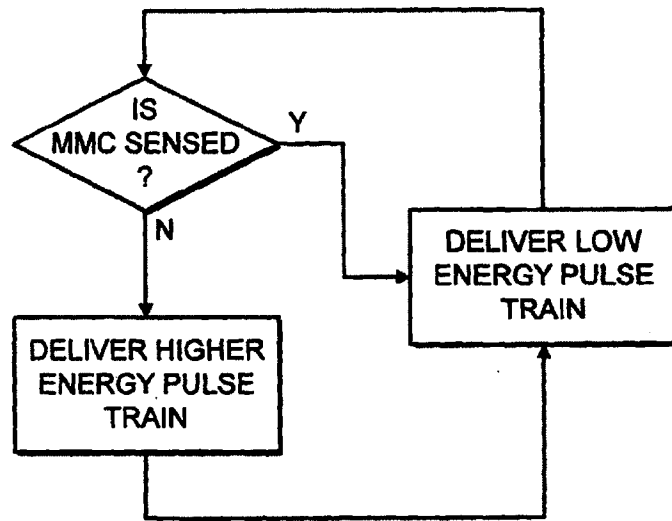 IS
MMC SENSED
?
Y
N
DELIVER LOW
ENERGY PULSE
TRAIN
DELIVER HIGHER
ENERGY PULSE
TRAIN